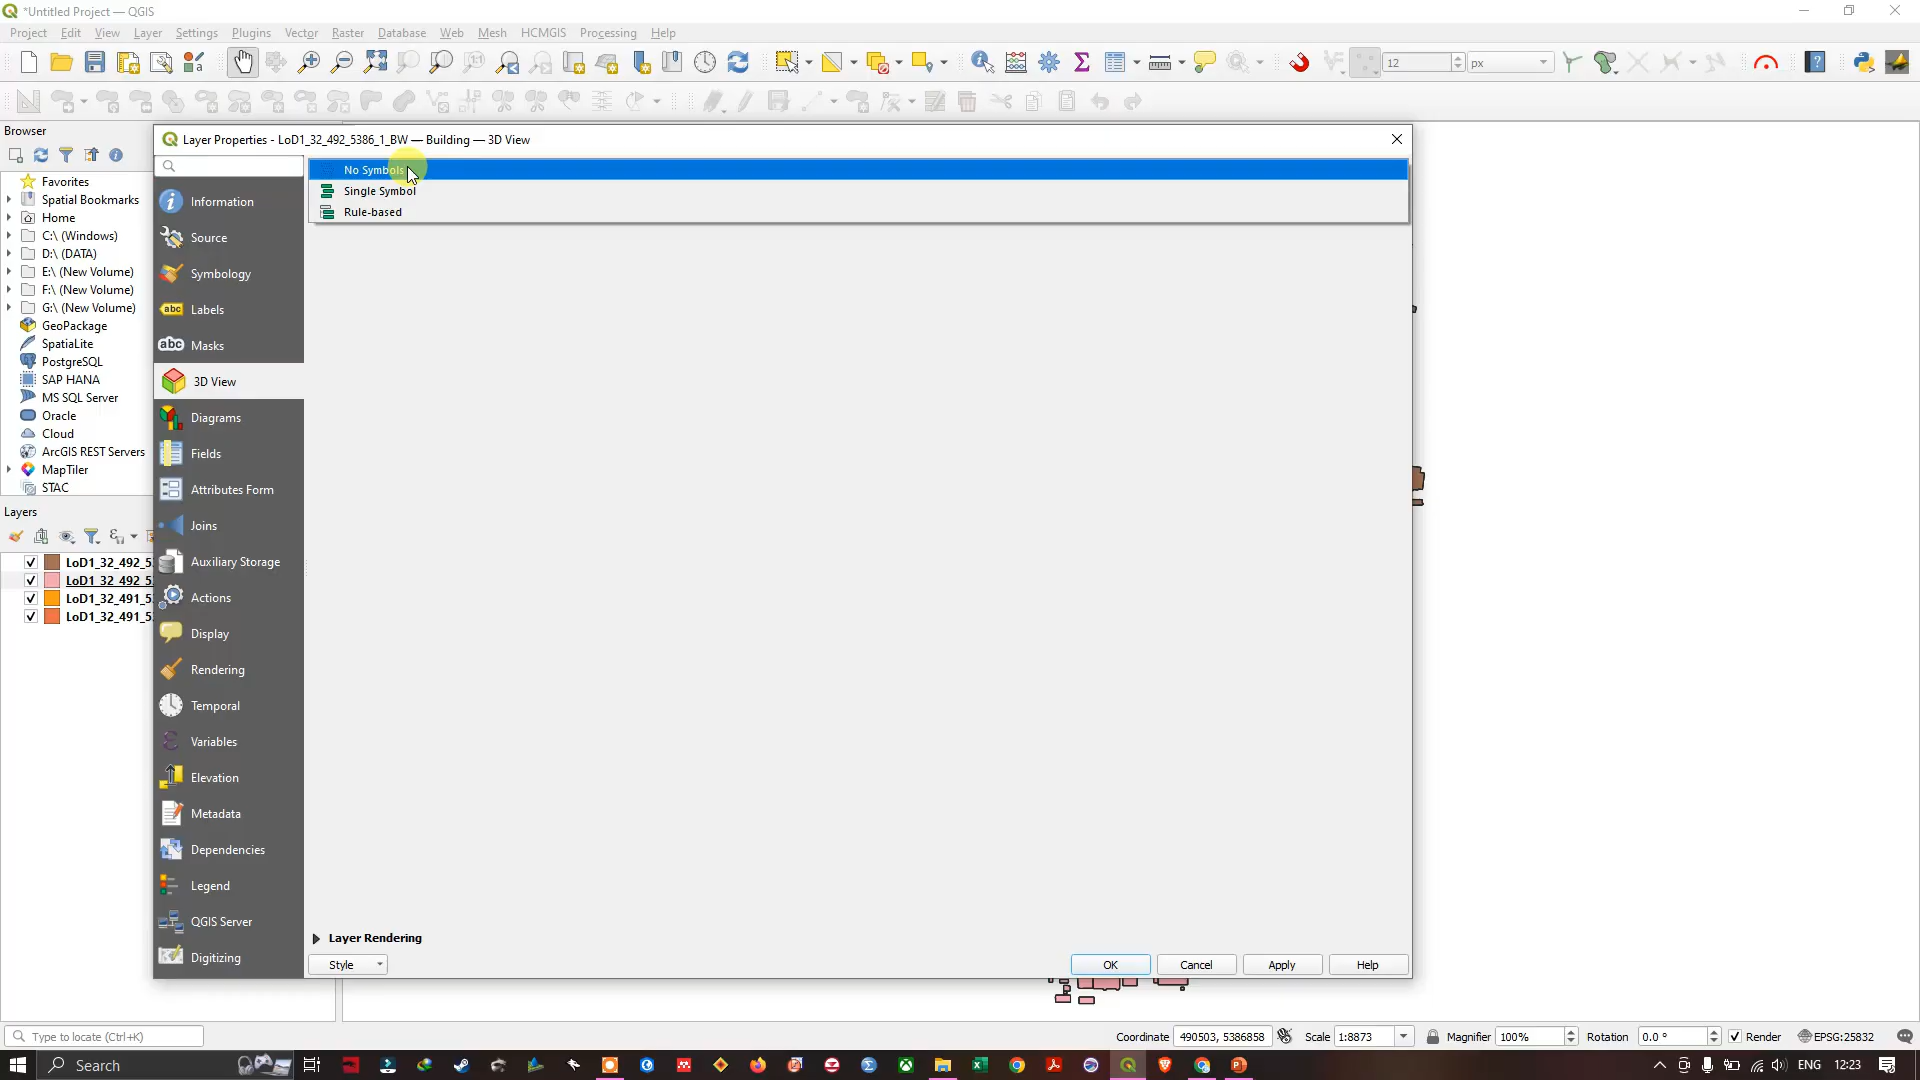 *Untitled Project — QGIS
Project Edit View Layer Settings Plugins Vector Raster Database Web Mesh HCMGIS Processing Help
12 px
Browser
Favorites
Spatial Bookmarks
Home
C:\ (Windows)
D:\ (DATA)
E:\ (New Volume)
F:\ (New Volume)
G:\ (New Volume)
GeoPackage
SpatiaLite
PostgreSQL
SAP HANA
MS SQL Server
Oracle
Cloud
ArcGIS REST Servers
MapTiler
STAC
Layers
LoD1_32_492_5
LoD1_32_492_5
LoD1_32_491_5
LoD1_32_491_5
Layer Properties - LoD1_32_492_5386_1_BW — Building — 3D View
Information
Source
Symbology
abc Labels
abc Masks
3D View
Diagrams
Fields
Attributes Form
Joins
Auxiliary Storage
Actions
Display
Rendering
Temporal
Variables
Elevation
Metadata
Dependencies
Legend
QGIS Server
Digitizing
No Symbols
Single Symbol
Rule-based
Layer Rendering
Style OK Cancel Apply Help
Type to locate (Ctrl+K) Coordinate 490503, 5386858 Scale 1:8873 Magnifier 100% Rotation 0.0 ° Render EPSG:25832
Search ENG 12:23